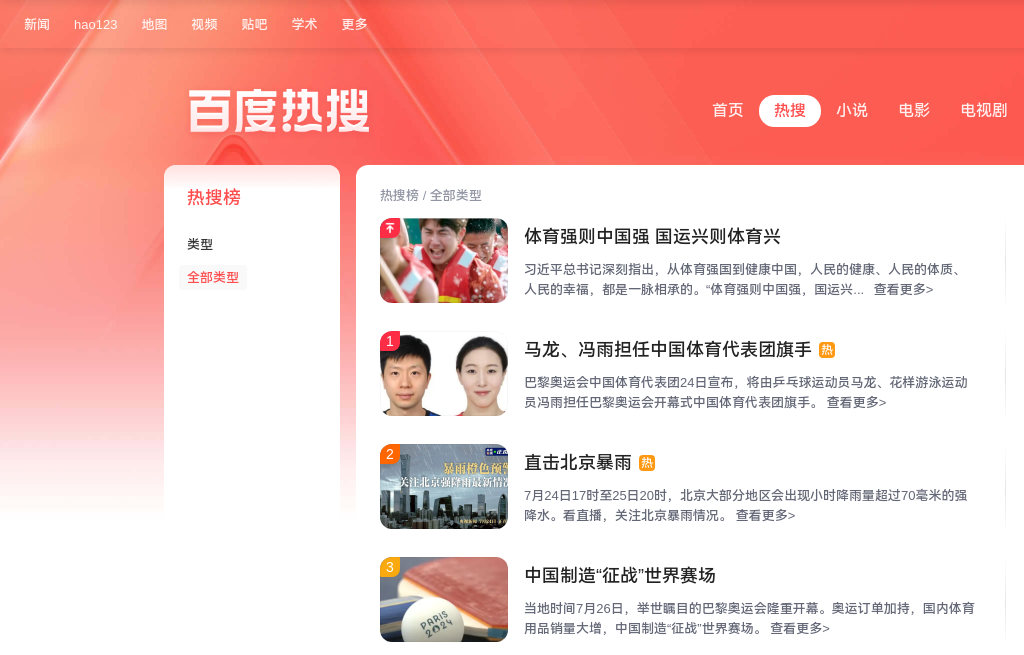 新闻 hao123 地图 视频 贴吧 学术 更多
百度热搜
首页 热搜 小说 电影 电视剧
热搜榜
类型
全部类型
热搜榜 / 全部类型
体育强则中国强 国运兴则体育兴
习近平总书记深刻指出，从体育强国到健康中国，人民的健康、人民的体质、
人民的幸福，都是一脉相承的。“体育强则中国强，国运兴... 查看更多>
1
马龙、冯雨担任中国体育代表团旗手 热
巴黎奥运会中国体育代表团24日宣布，将由乒乓球运动员马龙、花样游泳运动
员冯雨担任巴黎奥运会开幕式中国体育代表团旗手。 查看更多>
2
暴雨橙色预警
关注北京强降雨最新情况
直击北京暴雨 热
7月24日17时至25日20时，北京大部分地区会出现小时降雨量超过70毫米的强
降水。看直播，关注北京暴雨情况。 查看更多>
3
PARIS
2024
中国制造“征战”世界赛场
当地时间7月26日，举世瞩目的巴黎奥运会隆重开幕。奥运订单加持，国内体育
用品销量大增，中国制造“征战”世界赛场。 查看更多>